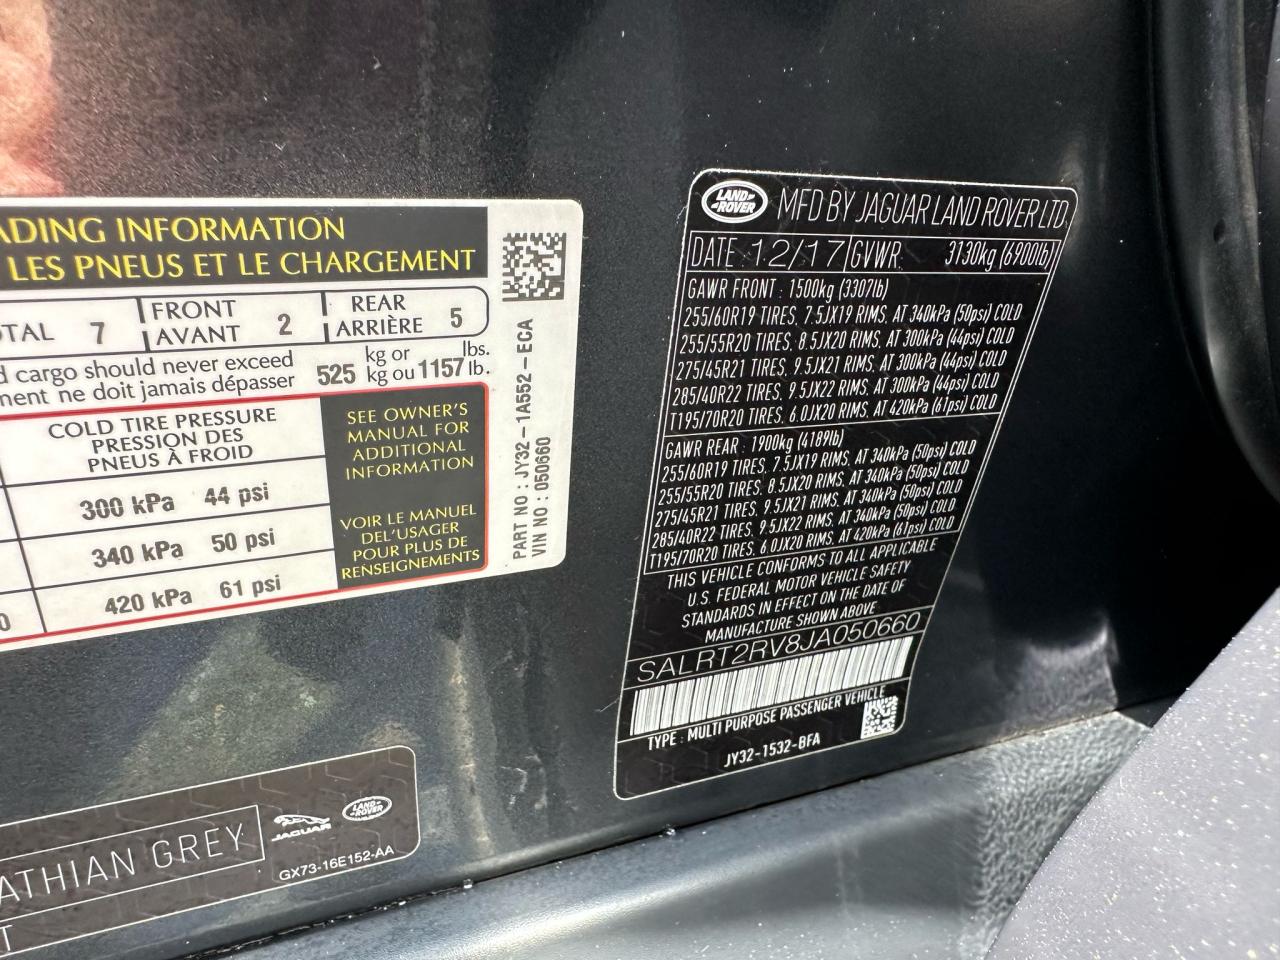 ADING INFORMATION
LES PNEUS ET LE CHARGEMENT
OTAL 7
FRONT
AVANT 2
REAR
ARRIÈRE 5
d cargo should never exceed
ment ne doit jamais dépasser
525 kg or 1157 lbs.
kg ou lb.
COLD TIRE PRESSURE
PRESSION DES
PNEUS À FROID
300 kPa 44 psi
340 kPa 50 psi
420 kPa 61 psi
0
SEE OWNER'S
MANUAL FOR
ADDITIONAL
INFORMATION
VOIR LE MANUEL
DEL'USAGER
POUR PLUS DE
RENSEIGNEMENTS
PART NO : JY32-1A552-ECA
VIN NO : 050660
LAND-
-ROVER
MFD BY JAGUAR LAND ROVER LTD.
DATE : 12/17 GVWR 3130kg (6900lb)
GAWR FRONT : 1500kg (3307lb)
255/60R19 TIRES, 7.5JX19 RIMS, AT 340kPa (50psi) COLD
255/55R20 TIRES, 8.5JX20 RIMS, AT 300kPa (44psi) COLD
275/45R21 TIRES, 9.5JX21 RIMS, AT 300kPa (44psi) COLD
285/40R22 TIRES, 9.5JX22 RIMS, AT 300kPa (44psi) COLD
T195/70R20 TIRES, 6.0JX20 RIMS, AT 420kPa (61psi) COLD
GAWR REAR : 1900kg (4189lb)
255/60R19 TIRES, 7.5JX19 RIMS, AT 340kPa (50psi) COLD
255/55R20 TIRES, 8.5JX20 RIMS, AT 340kPa (50psi) COLD
275/45R21 TIRES, 9.5JX21 RIMS, AT 340kPa (50psi) COLD
285/40R22 TIRES, 9.5JX22 RIMS, AT 340kPa (50psi) COLD
T195/70R20 TIRES, 6.0JX20 RIMS, AT 420kPa (61psi) COLD
THIS VEHICLE CONFORMS TO ALL APPLICABLE
U.S. FEDERAL MOTOR VEHICLE SAFETY
STANDARDS IN EFFECT ON THE DATE OF
MANUFACTURE SHOWN ABOVE
SALRT2RV8JA050660
TYPE : MULTI PURPOSE PASSENGER VEHICLE
JY32-1532-BFA
ATHIAN GREY
JAGUAR
LAND-
-ROVER
GX73-16E152-AA
T